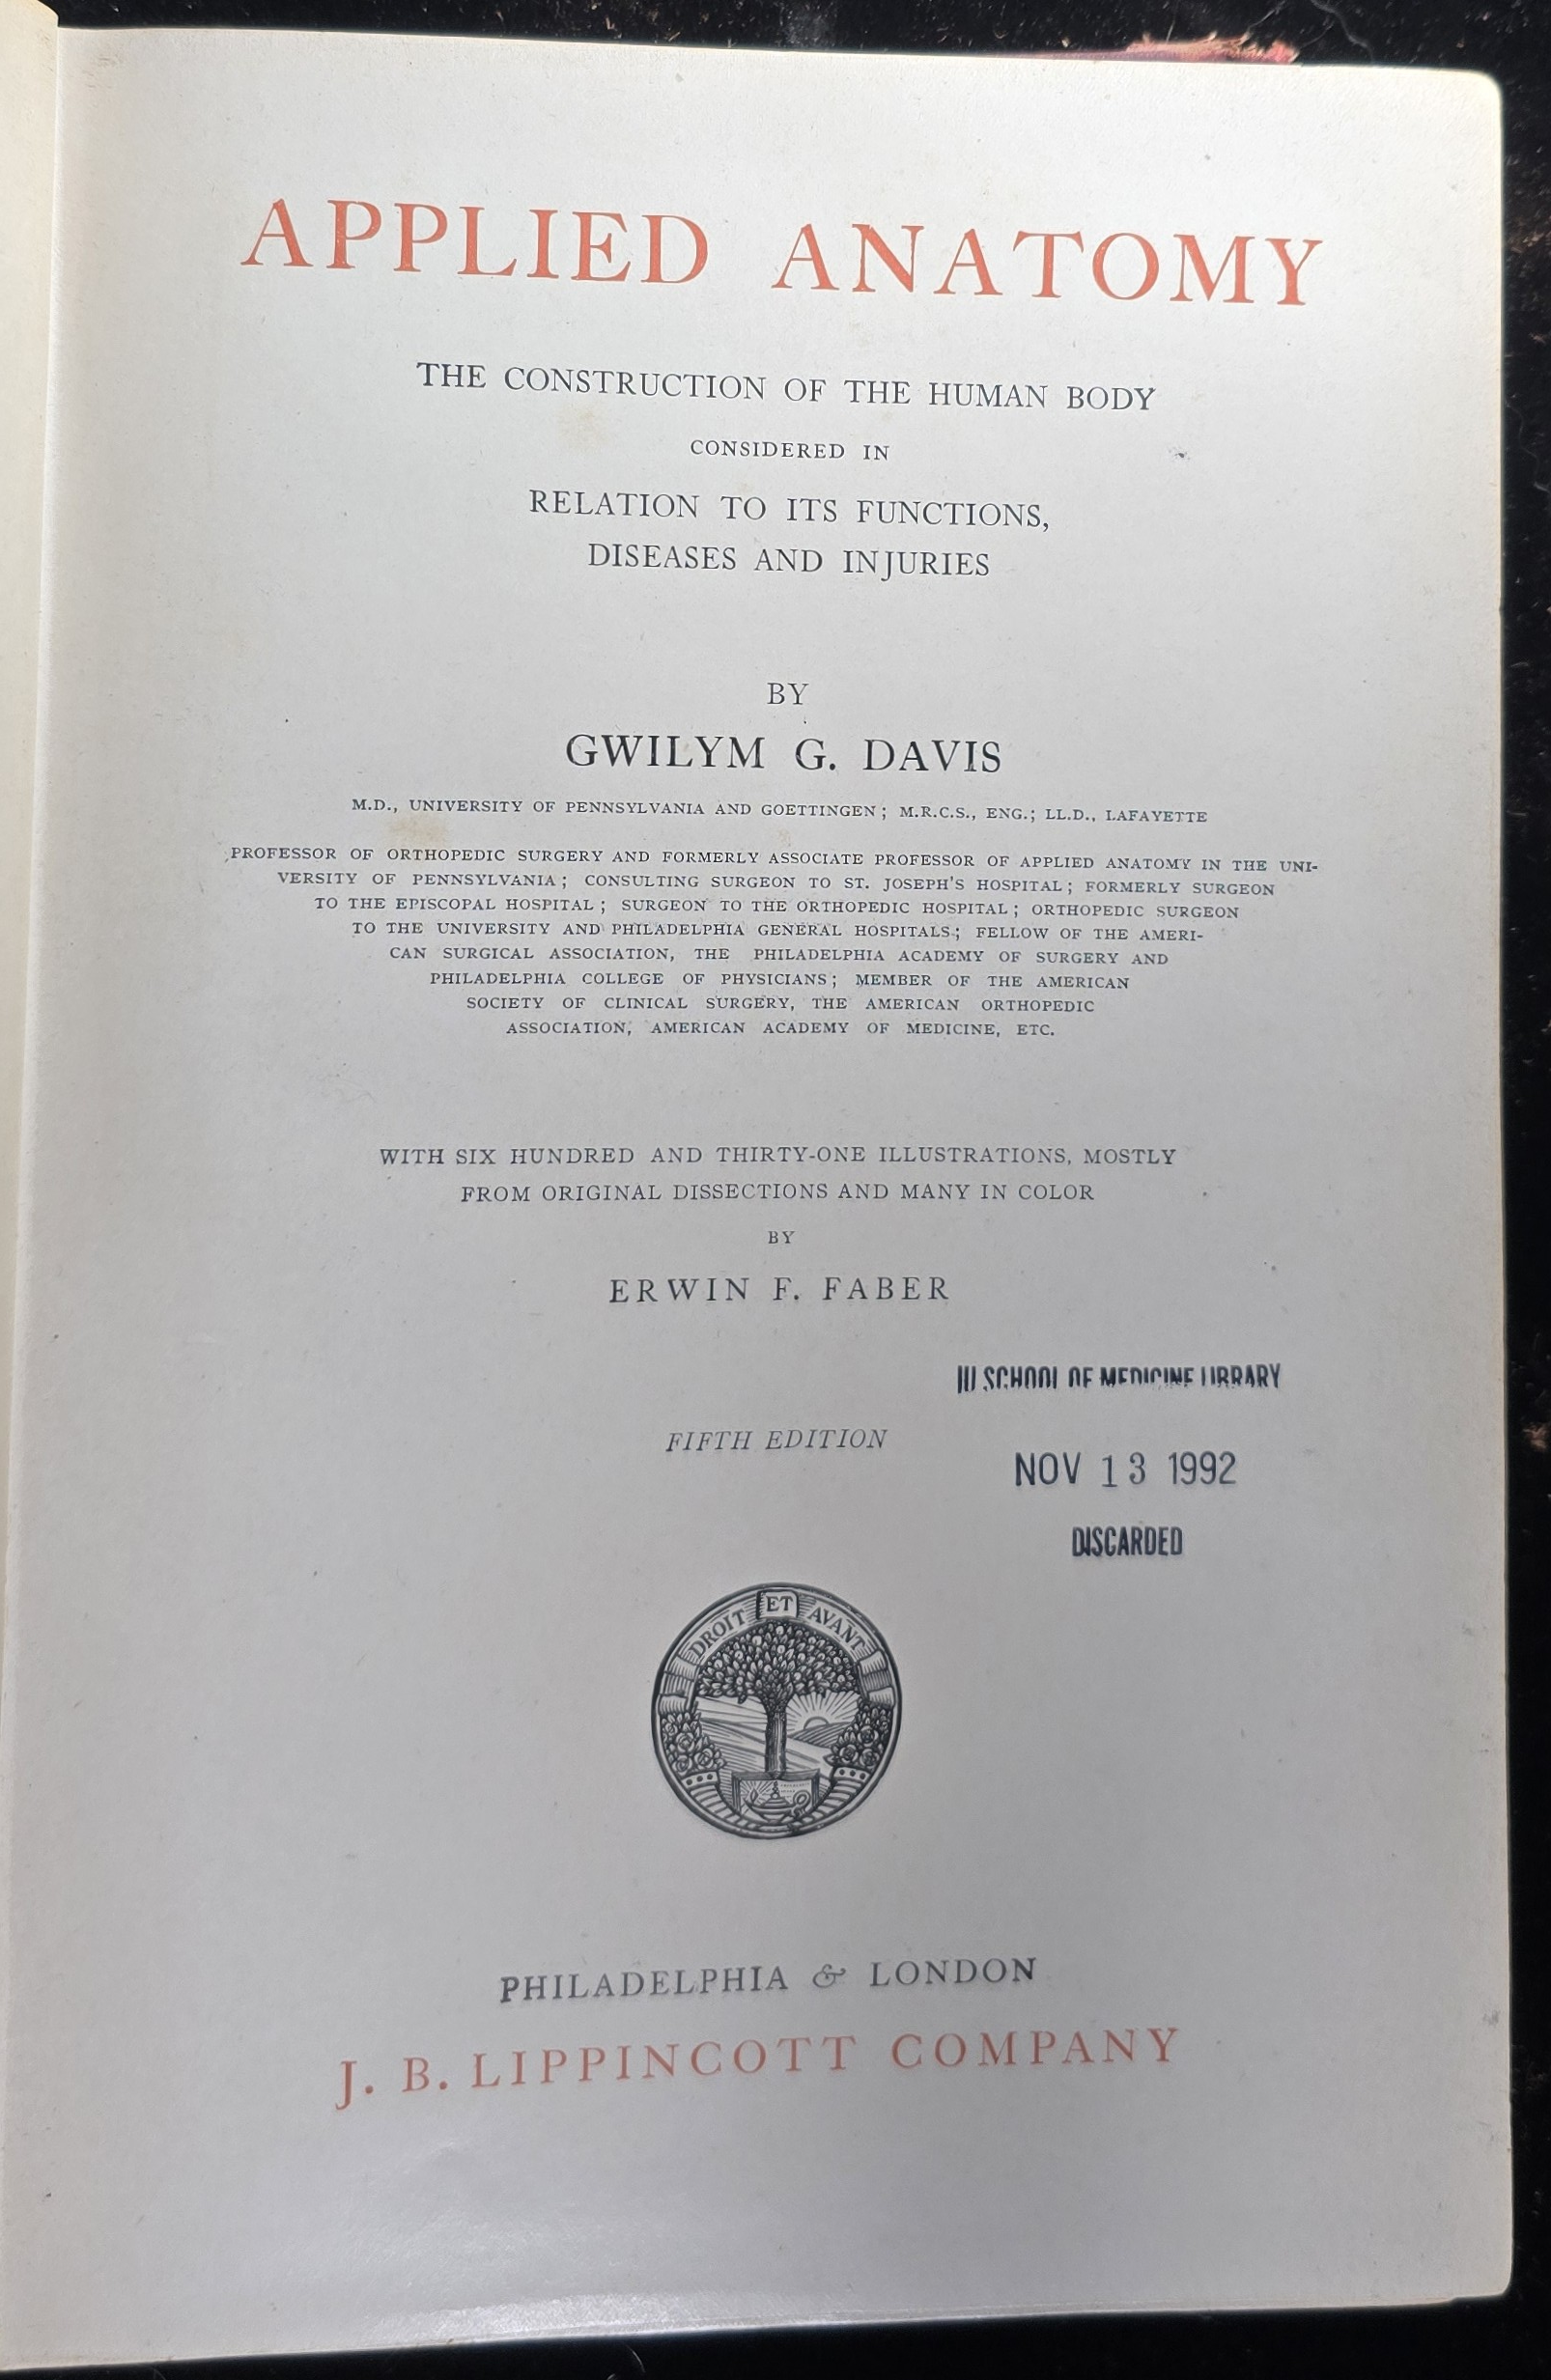 APPLIED ANATOMY
THE CONSTRUCTION OF THE HUMAN BODY
CONSIDERED IN
RELATION TO ITS FUNCTIONS,
DISEASES AND INJURIES
BY
GWILYM G. DAVIS
M.D., UNIVERSITY OF PENNSYLVANIA AND GOETTINGEN; M.R.C.S., ENG.; LL.D., LAFAYETTE
PROFESSOR OF ORTHOPEDIC SURGERY AND FORMERLY ASSOCIATE PROFESSOR OF APPLIED ANATOMY IN THE UNI-
VERSITY OF PENNSYLVANIA; CONSULTING SURGEON TO ST. JOSEPH'S HOSPITAL; FORMERLY SURGEON
TO THE EPISCOPAL HOSPITAL; SURGEON TO THE ORTHOPEDIC HOSPITAL; ORTHOPEDIC SURGEON
TO THE UNIVERSITY AND PHILADELPHIA GENERAL HOSPITALS; FELLOW OF THE AMERI-
CAN SURGICAL ASSOCIATION, THE PHILADELPHIA ACADEMY OF SURGERY AND
PHILADELPHIA COLLEGE OF PHYSICIANS; MEMBER OF THE AMERICAN
SOCIETY OF CLINICAL SURGERY, THE AMERICAN ORTHOPEDIC
ASSOCIATION, AMERICAN ACADEMY OF MEDICINE, ETC.
WITH SIX HUNDRED AND THIRTY-ONE ILLUSTRATIONS, MOSTLY
FROM ORIGINAL DISSECTIONS AND MANY IN COLOR
BY
ERWIN F. FABER
IU SCHOOL OF MEDICINE LIBRARY
FIFTH EDITION
NOV 13 1992
DISCARDED
DROIT ET AVANT
PHILADELPHIA & LONDON
J. B. LIPPINCOTT COMPANY